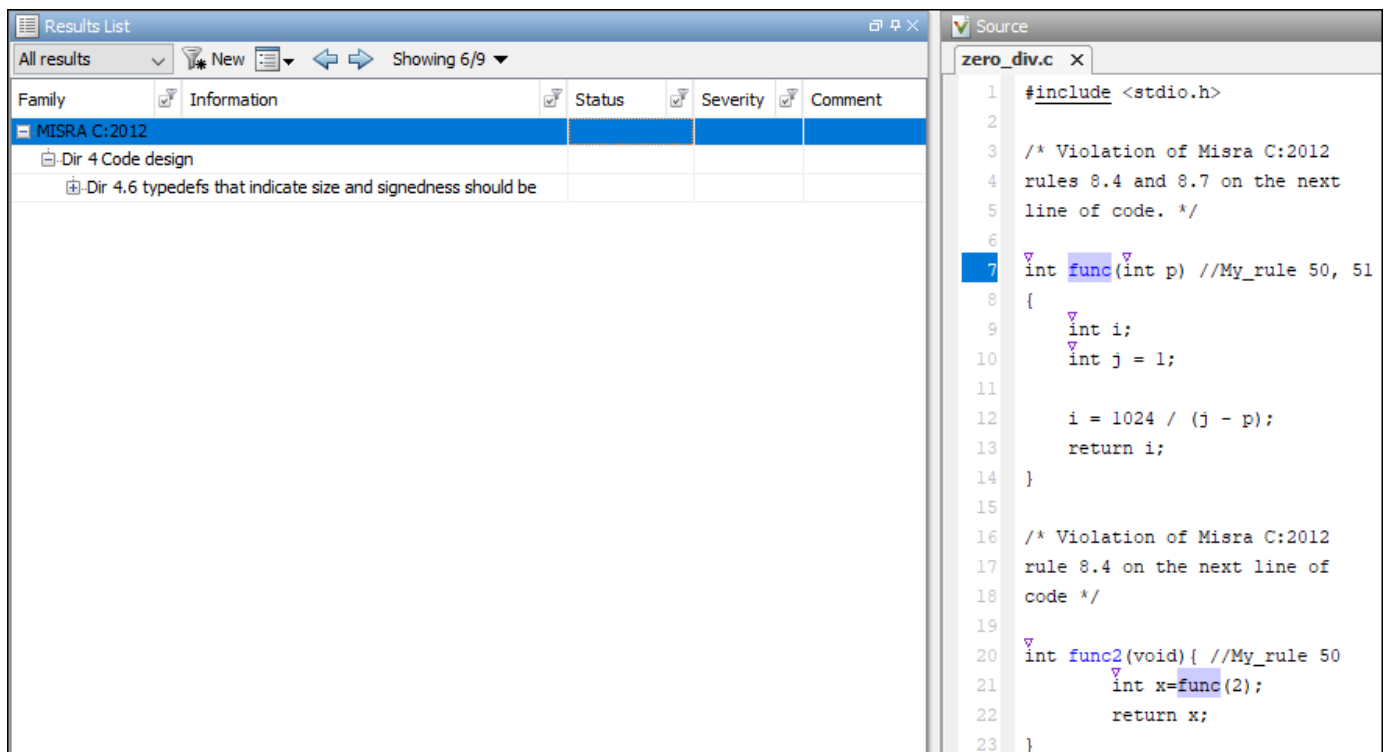 Results List
All results
New
Showing 6/9
Family Information Status Severity Comment
MISRA C:2012
Dir 4 Code design
Dir 4.6 typedefs that indicate size and signedness should be
Source
zero_div.c X
1 #include <stdio.h>
2
3 /* Violation of Misra C:2012
4 rules 8.4 and 8.7 on the next
5 line of code. */
6
7 int func(int p) //My_rule 50, 51
8 {
9 int i;
10 int j = 1;
11
12 i = 1024 / (j - p);
13 return i;
14 }
15
16 /* Violation of Misra C:2012
17 rule 8.4 on the next line of
18 code */
19
20 int func2(void){ //My_rule 50
21 int x=func(2);
22 return x;
23 }